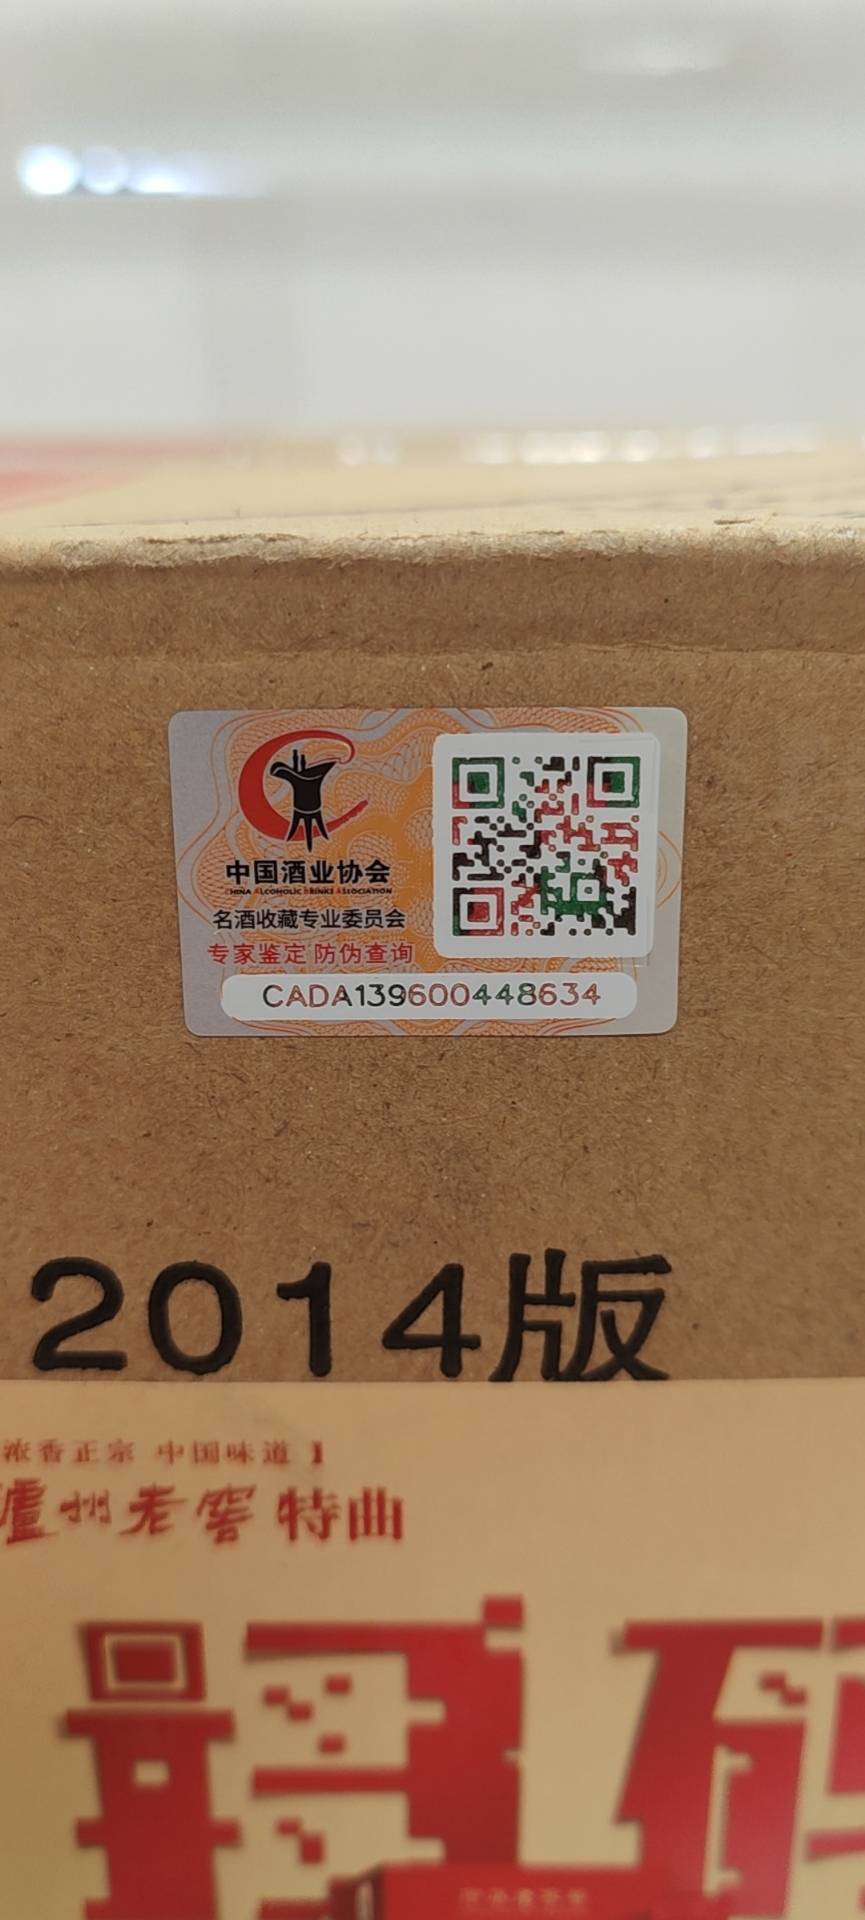 中国酒业协会
CHINA ALCOHOLIC DRINKS ASSOCIATION
名酒收藏专业委员会
专家鉴定 防伪查询
CADA139600448634
2014版
浓香正宗 中国味道】
泸州老窖 特曲